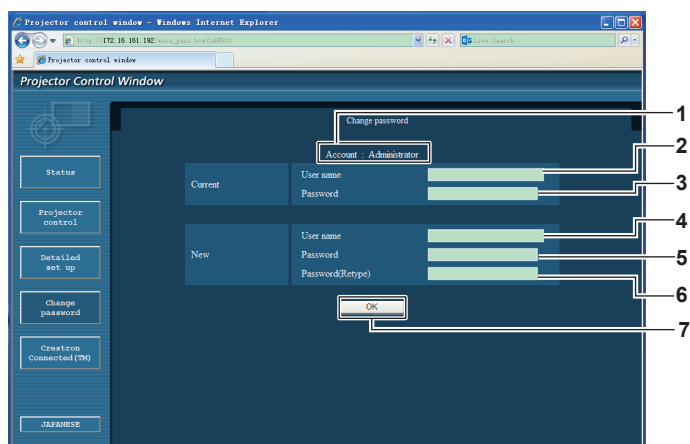 Projector control window - Windows Internet Explorer
http://172.16.161.192/
Live Search
Projector control window
Projector Control Window
Change password
Account : Administrator
Current
User name
Password
New
User name
Password
Password(Retype)
OK
Status
Projector
control
Detailed
set up
Change
password
Crestron
Connected(TM)
JAPANESE
1
2
3
4
5
6
7